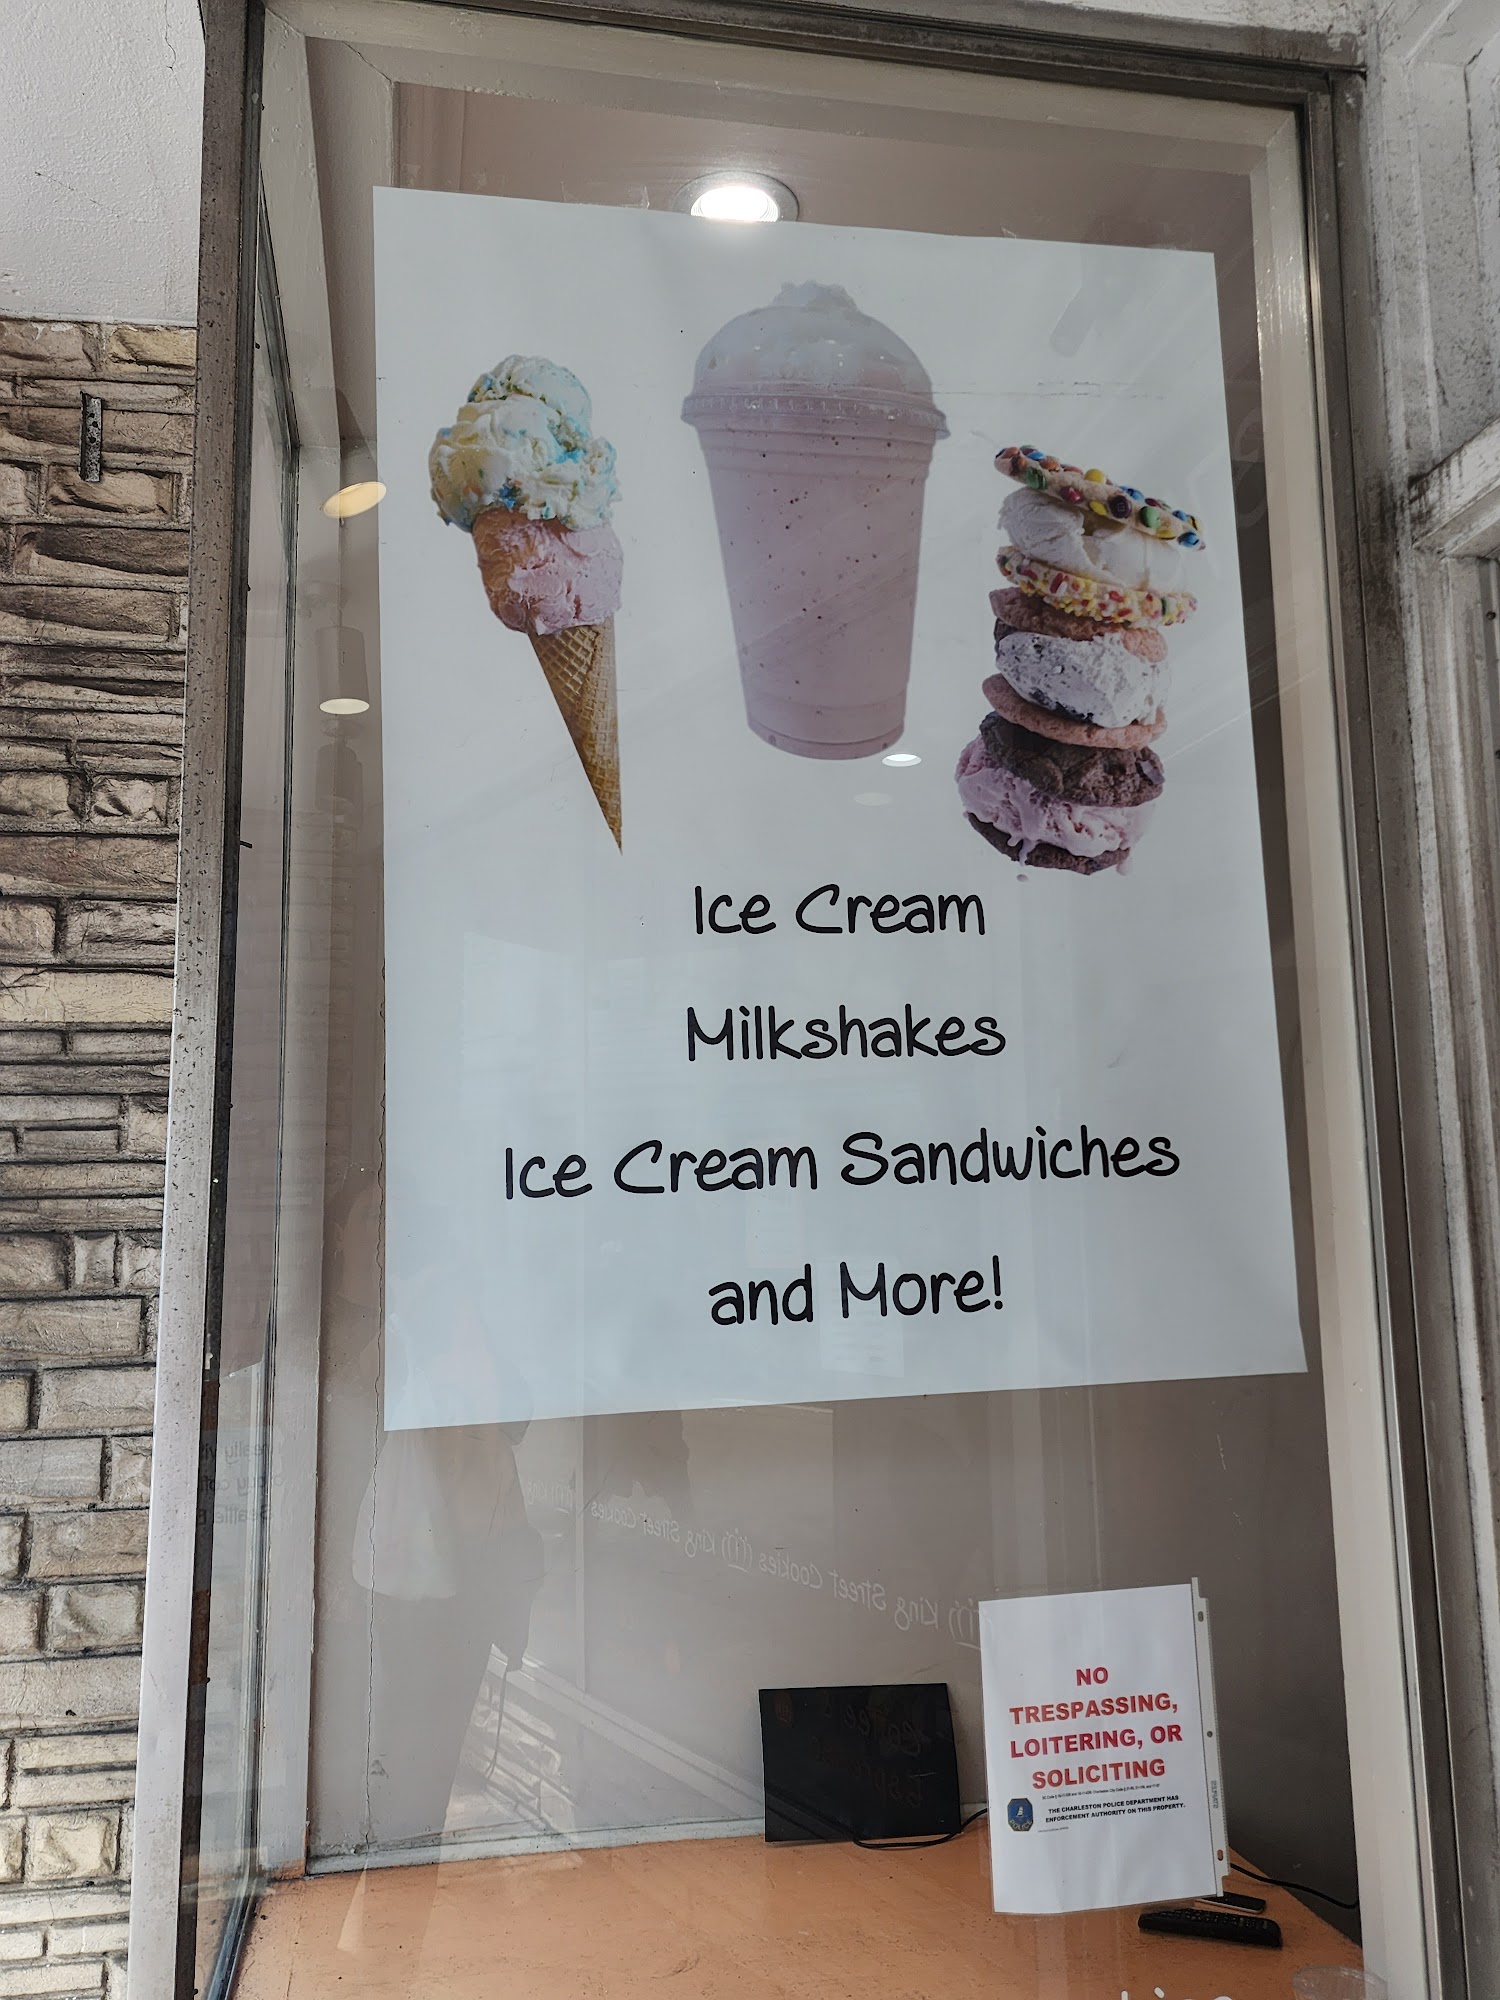 Ice Cream
Milkshakes
Ice Cream Sandwiches
and More!
King Street Cookies King Street Cookies
NO
TRESPASSING,
LOITERING, OR
SOLICITING
THE CHARLESTON POLICE DEPARTMENT HAS
ENFORCEMENT AUTHORITY ON THIS PROPERTY.